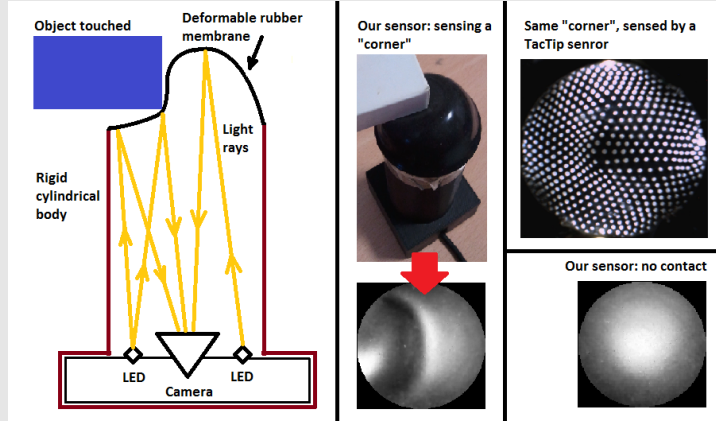 Object touched
Deformable rubber
membrane
Light
rays
Rigid
cylindrical
body
LED
LED
Camera
Our sensor: sensing a
"corner"
Same "corner", sensed by a
TacTip senror
Our sensor: no contact